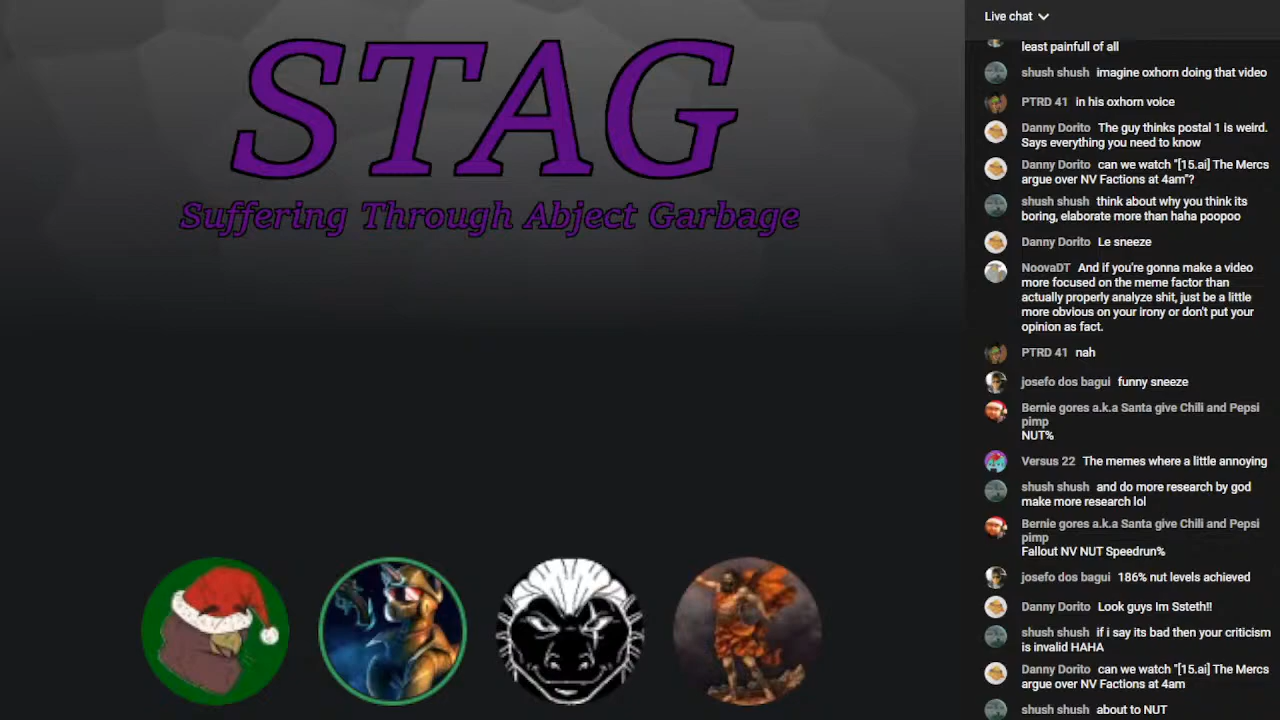 STAG
Suffering Through Abject Garbage
Live chat
least painfull of all
shush shush imagine oxhorn doing that video
PTRD 41 in his oxhorn voice
Danny Dorito The guy thinks postal 1 is weird.
Says everything you need to know
Danny Dorito can we watch "[15.ai] The Mercs
argue over NV Factions at 4am"?
shush shush think about why you think its
boring, elaborate more than haha poopoo
Danny Dorito Le sneeze
NoovaDT And if you're gonna make a video
more focused on the meme factor than
actually properly analyze shit, just be a little
more obvious on your irony or don't put your
opinion as fact.
PTRD 41 nah
josefo dos bagui funny sneeze
Bernie gores a.k.a Santa give Chili and Pepsi
pimp
NUT%
Versus 22 The memes where a little annoying
shush shush and do more research by god
make more research lol
Bernie gores a.k.a Santa give Chili and Pepsi
pimp
Fallout NV NUT Speedrun%
josefo dos bagui 186% nut levels achieved
Danny Dorito Look guys Im Ssteth!!
shush shush if i say its bad then your criticism
is invalid HAHA
Danny Dorito can we watch "[15.ai] The Mercs
argue over NV Factions at 4am
shush shush about to NUT